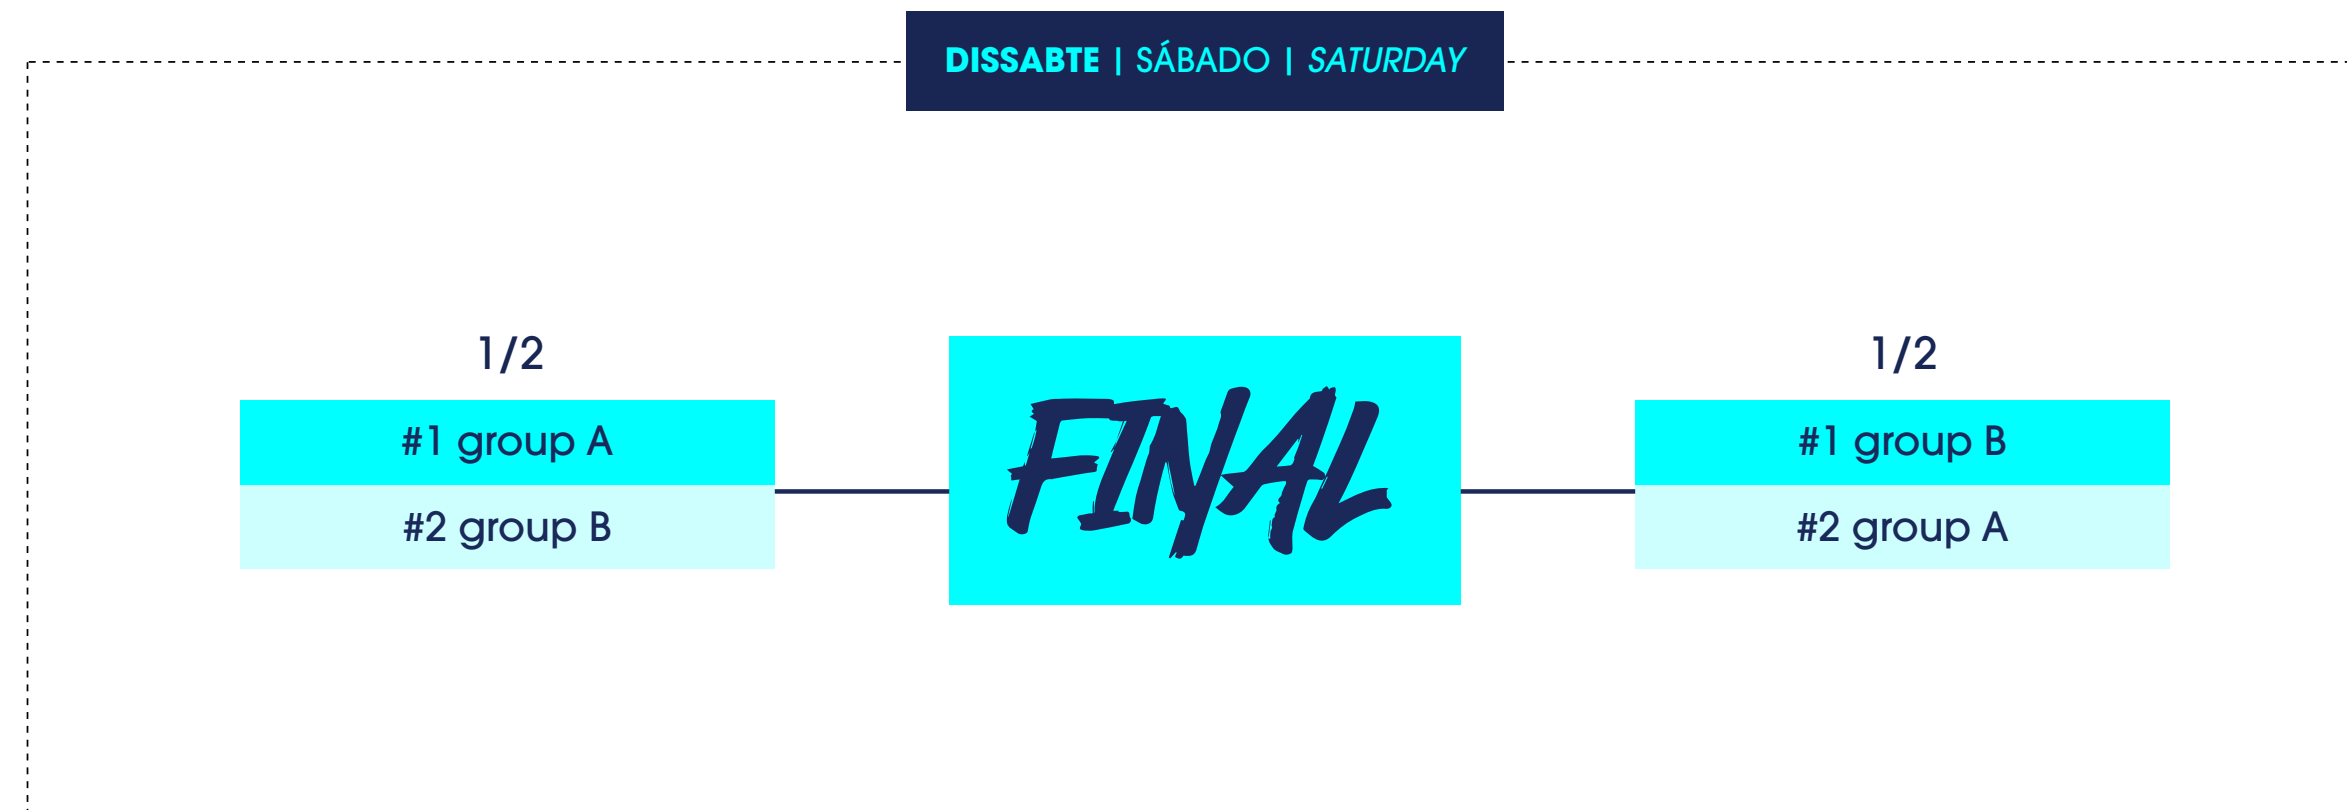 DISSABTE | SÁBADO | SATURDAY
1/2
#1 group A
#2 group B
FINAL
1/2
#1 group B
#2 group A